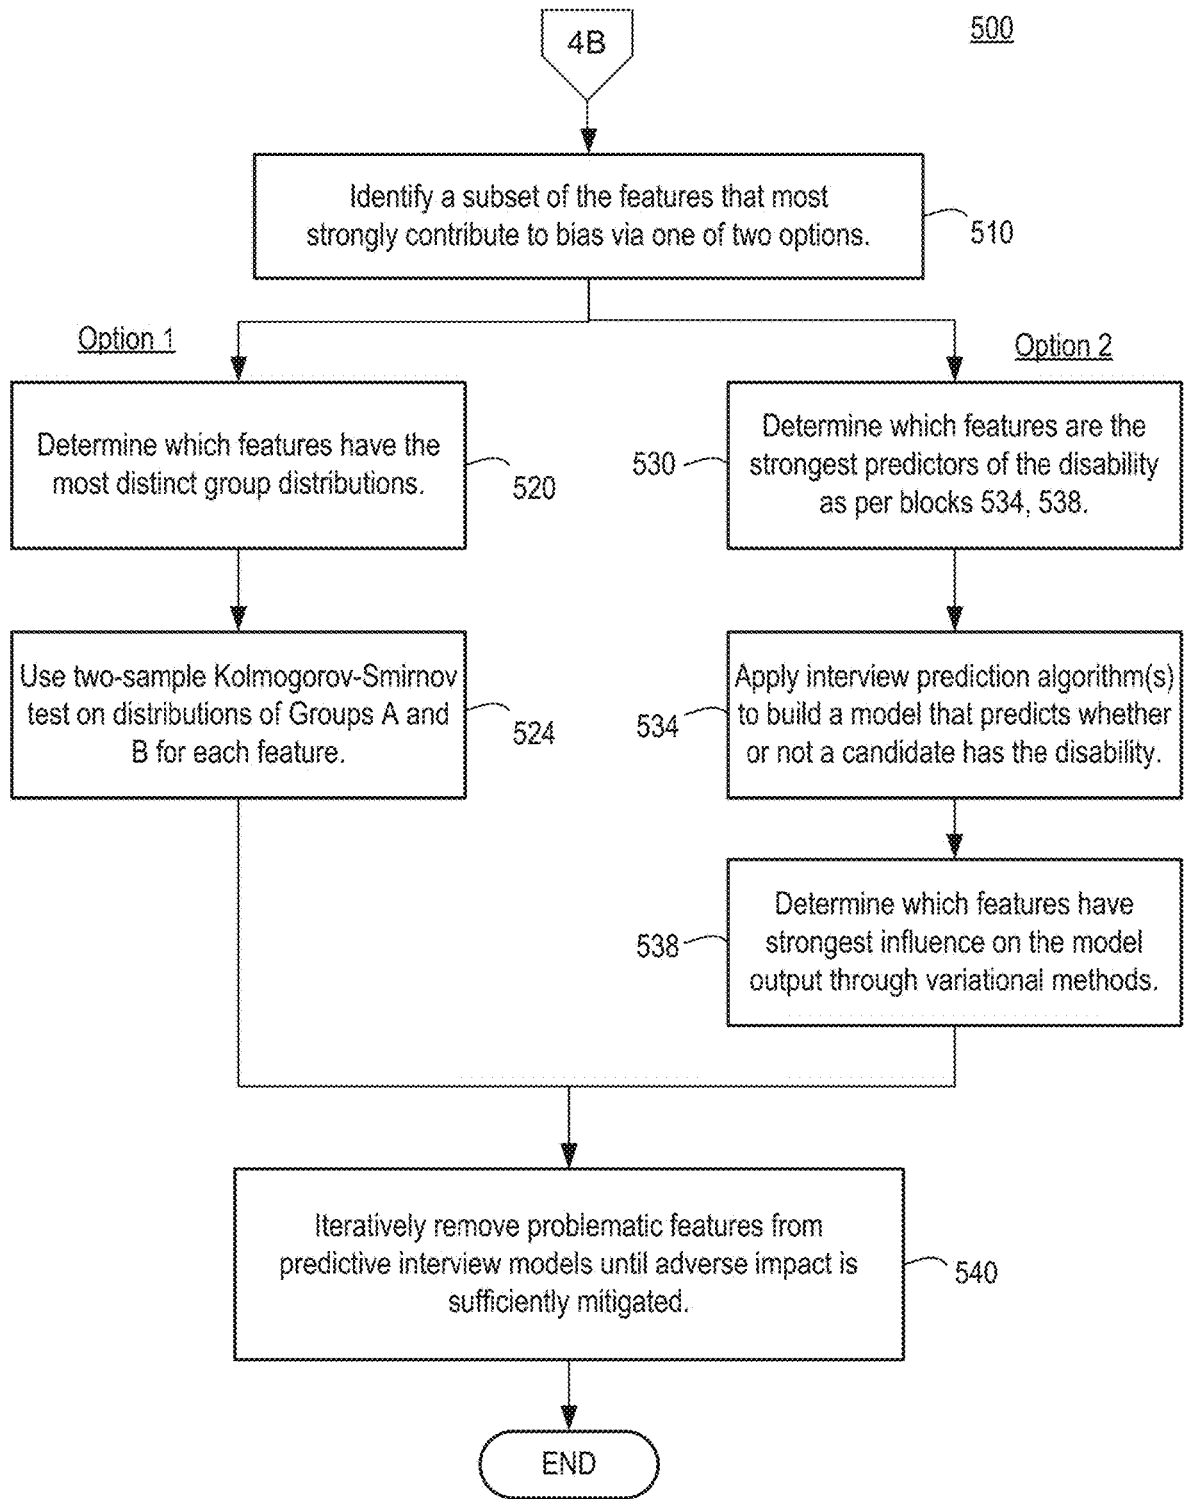 4B
500
Identify a subset of the features that most
strongly contribute to bias via one of two options.
510
Option 1
Option 2
Determine which features have the
most distinct group distributions.
520
530
Determine which features are the
strongest predictors of the disability
as per blocks 534, 538.
Use two-sample Kolmogorov-Smirnov
test on distributions of Groups A and
B for each feature.
524
534
Apply interview prediction algorithm(s)
to build a model that predicts whether
or not a candidate has the disability.
538
Determine which features have
strongest influence on the model
output through variational methods.
Iteratively remove problematic features from
predictive interview models until adverse impact is
sufficiently mitigated.
540
END